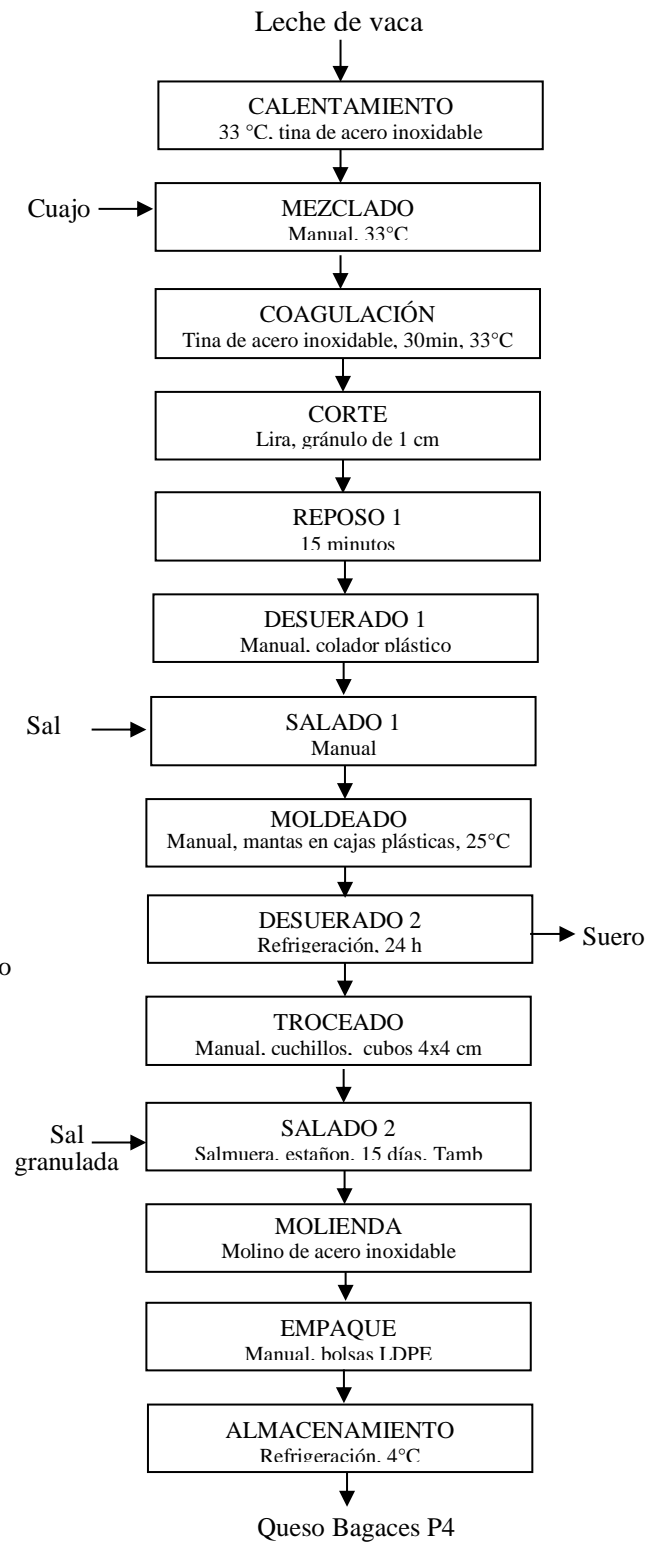 Leche de vaca
CALENTAMIENTO
33 °C, tina de acero inoxidable
Cuajo
MEZCLADO
Manual, 33°C
COAGULACIÓN
Tina de acero inoxidable, 30min, 33°C
CORTE
Lira, gránulo de 1 cm
REPOSO 1
15 minutos
DESUERADO 1
Manual, colador plástico
Sal
SALADO 1
Manual
MOLDEADO
Manual, mantas en cajas plásticas, 25°C
DESUERADO 2
Refrigeración, 24 h
Suero
o
TROCEADO
Manual, cuchillos, cubos 4x4 cm
Sal
granulada
SALADO 2
Salmuera, estañon, 15 días, Tamb
MOLIENDA
Molino de acero inoxidable
EMPAQUE
Manual, bolsas LDPE
ALMACENAMIENTO
Refrigeración, 4°C
Queso Bagaces P4